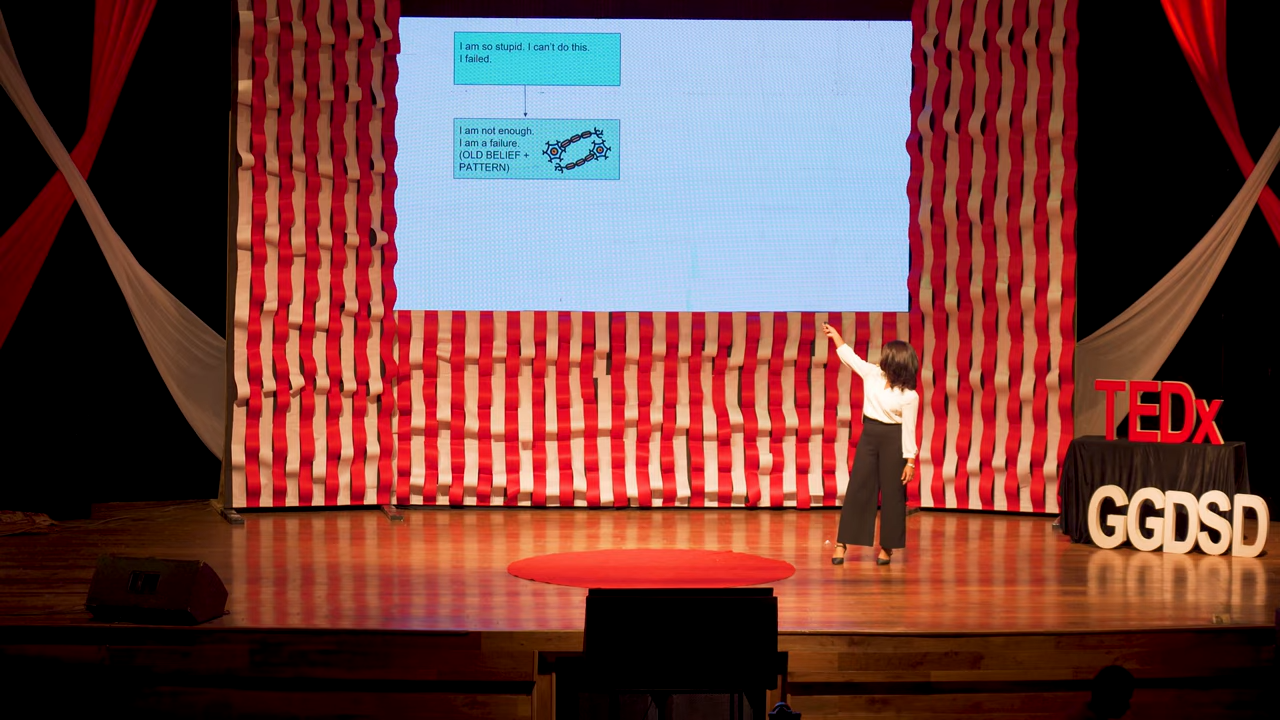 I am so stupid. I can't do this.
I failed.
I am not enough.
I am a failure.
(OLD BELIEF +
PATTERN)
TEDx
GGDSD